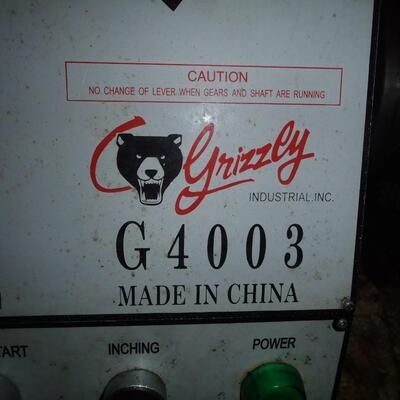 CAUTION
NO CHANGE OF LEVER WHEN GEARS AND SHAFT ARE RUNNING
Grizzly
INDUSTRIAL, INC.
G4003
MADE IN CHINA
TART INCHING POWER